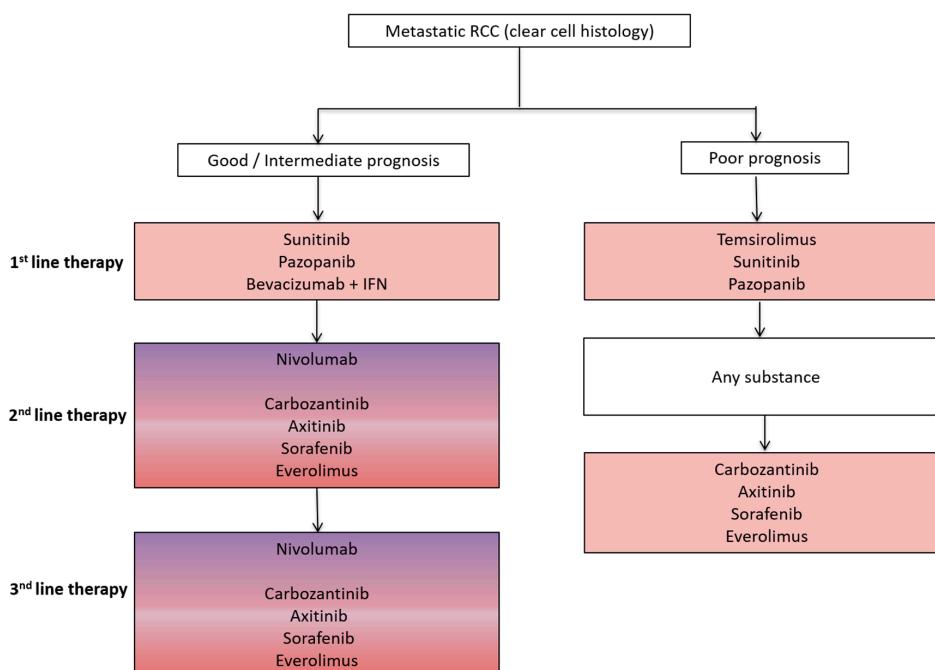 Metastatic RCC (clear cell histology)
Good / Intermediate prognosis
Poor prognosis
1st line therapy
Sunitinib
Pazopanib
Bevacizumab + IFN
Temsirolimus
Sunitinib
Pazopanib
2nd line therapy
Nivolumab
Carbozantinib
Axitinib
Sorafenib
Everolimus
Any substance
3nd line therapy
Nivolumab
Carbozantinib
Axitinib
Sorafenib
Everolimus
Carbozantinib
Axitinib
Sorafenib
Everolimus